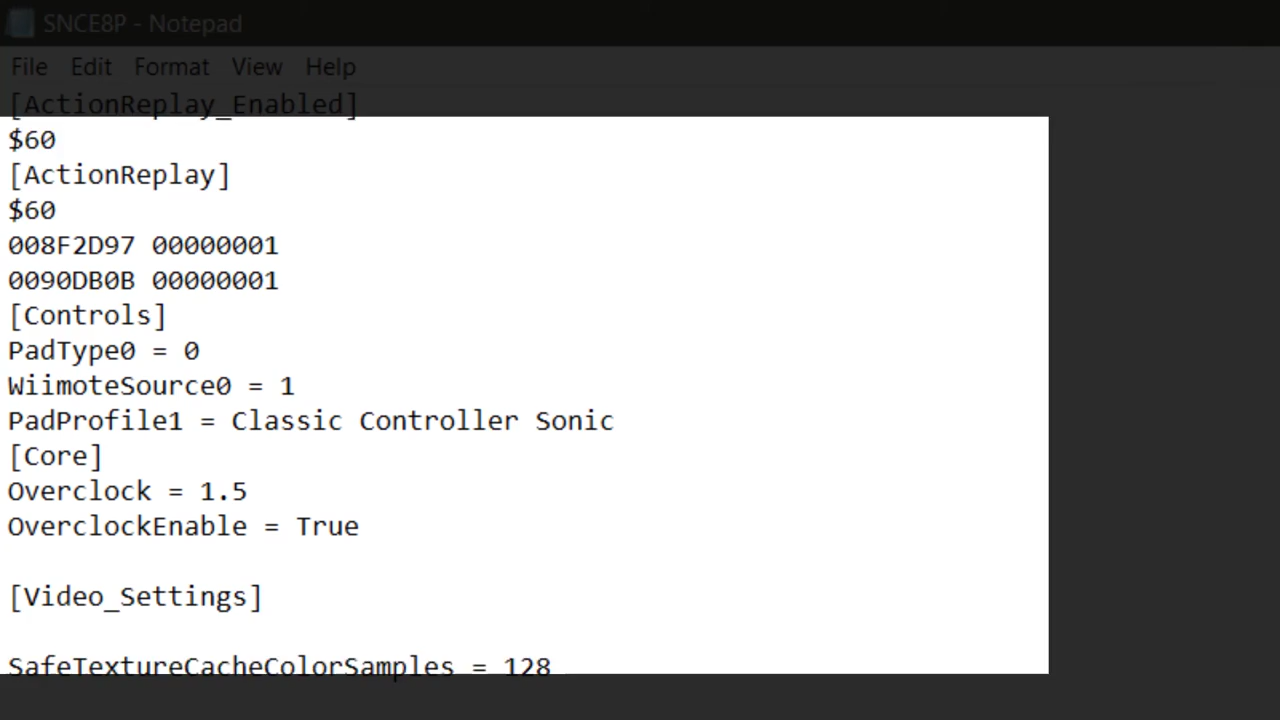 SNCE8P - Notepad
File Edit Format View Help
[ActionReplay_Enabled]
$60
[ActionReplay]
$60
008F2D97 00000001
0090DB0B 00000001
[Controls]
PadType0 = 0
WiimoteSource0 = 1
PadProfile1 = Classic Controller Sonic
[Core]
Overclock = 1.5
OverclockEnable = True
[Video_Settings]
SafeTextureCacheColorSamples = 128